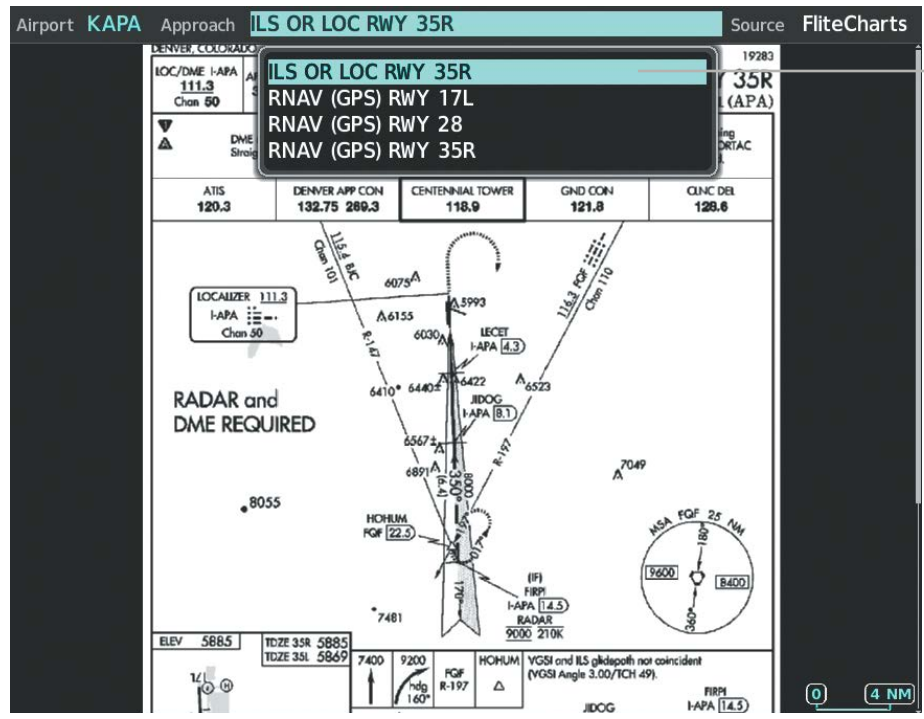 Airport KAPA Approach ILS OR LOC RWY 35R Source FliteCharts
DENVER, COLORADO
19283
LOC/DME I-APA
111.3
Chan 50
ILS OR LOC RWY 35R
RNAV (GPS) RWY 17L
RNAV (GPS) RWY 28
RNAV (GPS) RWY 35R
35R
(APA)
DME
ATIS
120.3
DENVER APP CON
132.75 269.3
CENTENNIAL TOWER
118.9
GND CON
121.8
CLNC DEL
128.6
115.4 BJC
Chan 101
R-147
116.3 FQF
Chan 110
R-197
LOCALIZER 111.3
I-APA
Chan 50
6075
5993
6155
6030
LECET
I-APA 4.3
6410
6440±
6422
6523
JIDOG
I-APA 8.1
RADAR and
DME REQUIRED
6567±
6891
7049
8055
350°
(6.4)
8000
HOHUM
FQF 22.5
197°
017°
170°
(IF)
FIRPI
I-APA 14.5
RADAR
9000 210K
7481
MSA FQF 25 NM
180°
9600
8400
360°
ELEV 5885
TDZE 35R 5885
TDZE 35L 5869
7400
9200
hdg
160°
FQF
R-197
HOHUM
VGSI and ILS glidepath not coincident
(VGSI Angle 3.00/TCH 49).
JIDOG
FIRPI
I-APA 14.5
0 4 NM